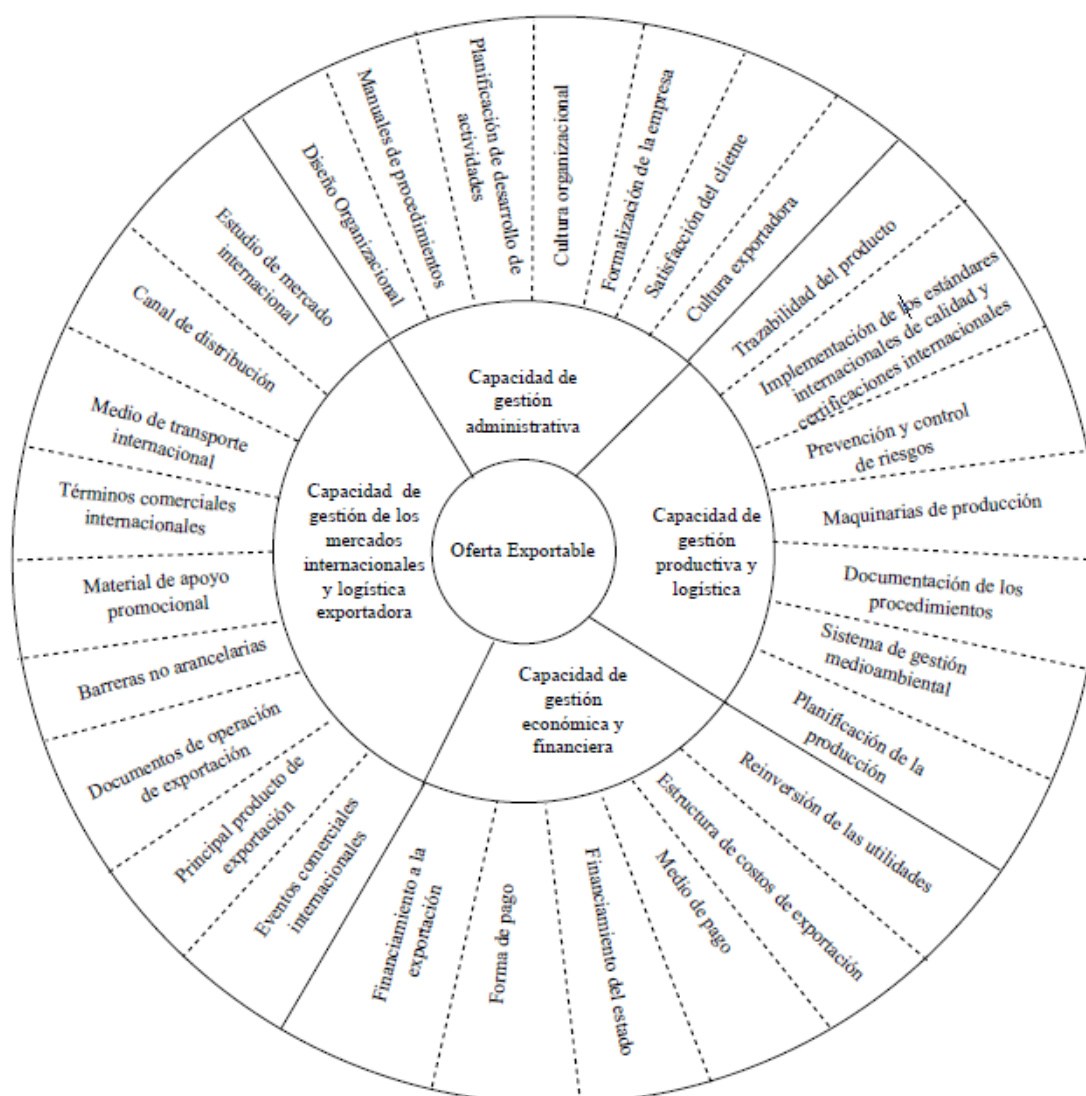 Oferta Exportable
Capacidad de
gestión
administrativa
Diseño Organizacional
Manuales de procedimientos
Planificación de desarrollo de
actividades
Cultura organizacional
Formalización de la empresa
Satisfacción del clietne
Cultura exportadora
Capacidad de
gestión
productiva y
logística
Trazabilidad del producto
Implementación de los estándares
internacionales de calidad y
certificaciones internacionales
Prevención y control
de riesgos
Maquinarias de producción
Documentación de los
procedimientos
Sistema de gestión
medioambiental
Planificación de la
producción
Capacidad de
gestión
económica y
financiera
Reinversión de las utilidades
Estructura de costos de exportación
Medio de pago
Financiamiento del estado
Forma de pago
Financiamiento a la
exportación
Capacidad de
gestión de los
mercados
internacionales
y logística
exportadora
Eventos comerciales
internacionales
Principal producto de
exportación
Documentos de operación
de exportación
Barreras no arancelarias
Material de apoyo
promocional
Términos comerciales
internacionales
Medio de transporte
internacional
Canal de distribución
Estudio de mercado
internacional